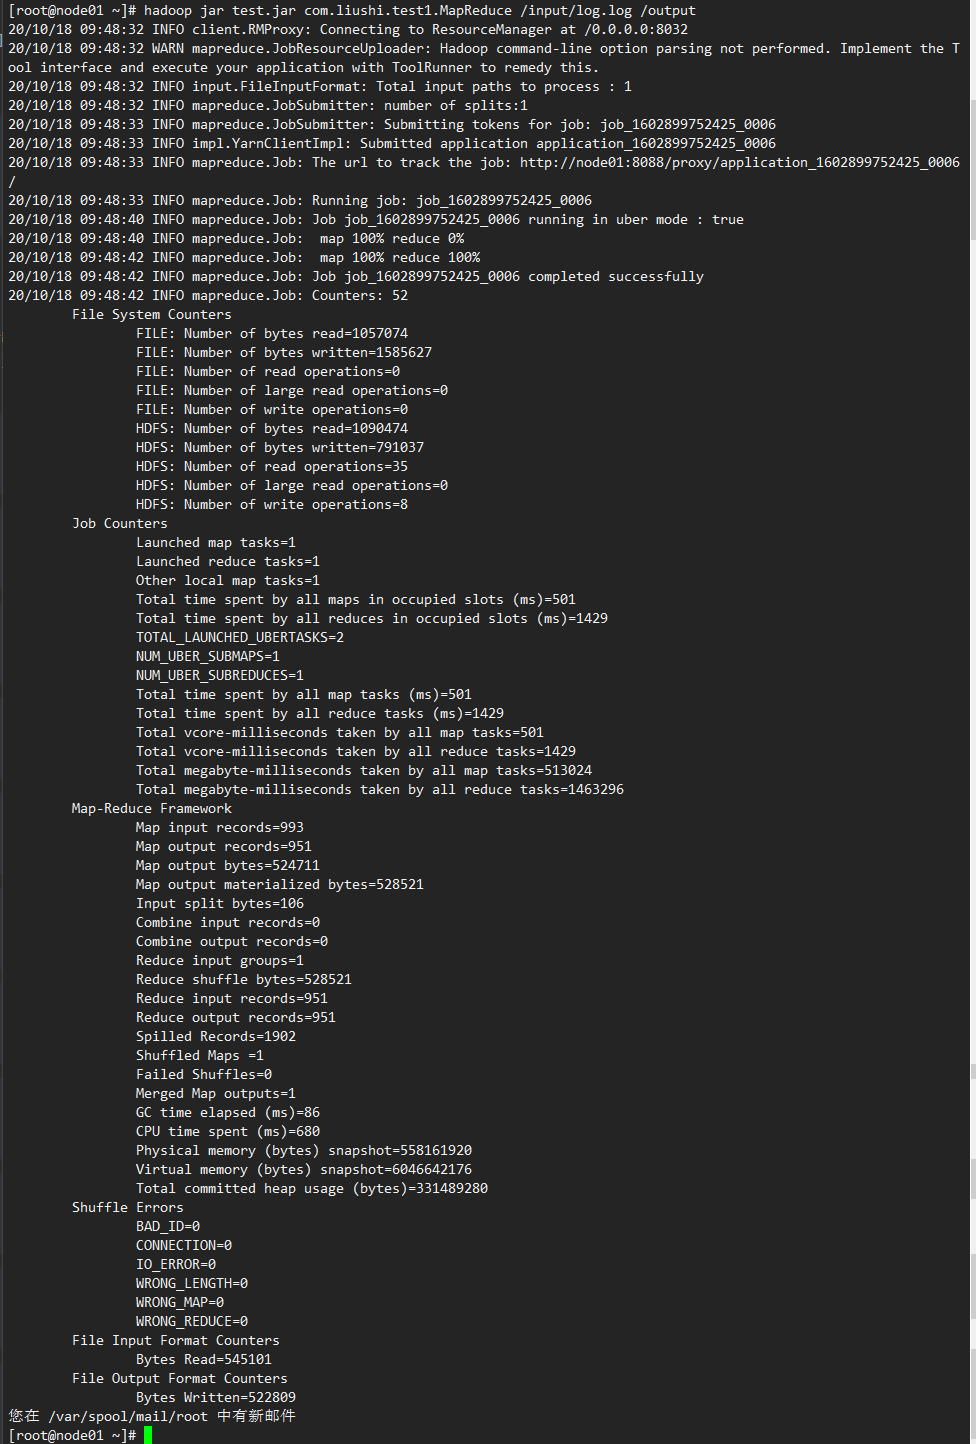 [root@node01 ~]# hadoop jar test.jar com.liushi.test1.MapReduce /input/log.log /output
20/10/18 09:48:32 INFO client.RMProxy: Connecting to ResourceManager at /0.0.0.0:8032
20/10/18 09:48:32 WARN mapreduce.JobResourceUploader: Hadoop command-line option parsing not performed. Implement the T
ool interface and execute your application with ToolRunner to remedy this.
20/10/18 09:48:32 INFO input.FileInputFormat: Total input paths to process : 1
20/10/18 09:48:32 INFO mapreduce.JobSubmitter: number of splits:1
20/10/18 09:48:33 INFO mapreduce.JobSubmitter: Submitting tokens for job: job_1602899752425_0006
20/10/18 09:48:33 INFO impl.YarnClientImpl: Submitted application application_1602899752425_0006
20/10/18 09:48:33 INFO mapreduce.Job: The url to track the job: http://node01:8088/proxy/application_1602899752425_0006
/
20/10/18 09:48:33 INFO mapreduce.Job: Running job: job_1602899752425_0006
20/10/18 09:48:40 INFO mapreduce.Job: Job job_1602899752425_0006 running in uber mode : true
20/10/18 09:48:40 INFO mapreduce.Job:  map 100% reduce 0%
20/10/18 09:48:42 INFO mapreduce.Job:  map 100% reduce 100%
20/10/18 09:48:42 INFO mapreduce.Job: Job job_1602899752425_0006 completed successfully
20/10/18 09:48:42 INFO mapreduce.Job: Counters: 52
File System Counters
FILE: Number of bytes read=1057074
FILE: Number of bytes written=1585627
FILE: Number of read operations=0
FILE: Number of large read operations=0
FILE: Number of write operations=0
HDFS: Number of bytes read=1090474
HDFS: Number of bytes written=791037
HDFS: Number of read operations=35
HDFS: Number of large read operations=0
HDFS: Number of write operations=8
Job Counters
Launched map tasks=1
Launched reduce tasks=1
Other local map tasks=1
Total time spent by all maps in occupied slots (ms)=501
Total time spent by all reduces in occupied slots (ms)=1429
TOTAL_LAUNCHED_UBERTASKS=2
NUM_UBER_SUBMAPS=1
NUM_UBER_SUBREDUCES=1
Total time spent by all map tasks (ms)=501
Total time spent by all reduce tasks (ms)=1429
Total vcore-milliseconds taken by all map tasks=501
Total vcore-milliseconds taken by all reduce tasks=1429
Total megabyte-milliseconds taken by all map tasks=513024
Total megabyte-milliseconds taken by all reduce tasks=1463296
Map-Reduce Framework
Map input records=993
Map output records=951
Map output bytes=524711
Map output materialized bytes=528521
Input split bytes=106
Combine input records=0
Combine output records=0
Reduce input groups=1
Reduce shuffle bytes=528521
Reduce input records=951
Reduce output records=951
Spilled Records=1902
Shuffled Maps =1
Failed Shuffles=0
Merged Map outputs=1
GC time elapsed (ms)=86
CPU time spent (ms)=680
Physical memory (bytes) snapshot=558161920
Virtual memory (bytes) snapshot=6046642176
Total committed heap usage (bytes)=331489280
Shuffle Errors
BAD_ID=0
CONNECTION=0
IO_ERROR=0
WRONG_LENGTH=0
WRONG_MAP=0
WRONG_REDUCE=0
File Input Format Counters
Bytes Read=545101
File Output Format Counters
Bytes Written=522809
您在 /var/spool/mail/root 中有新邮件
[root@node01 ~]#